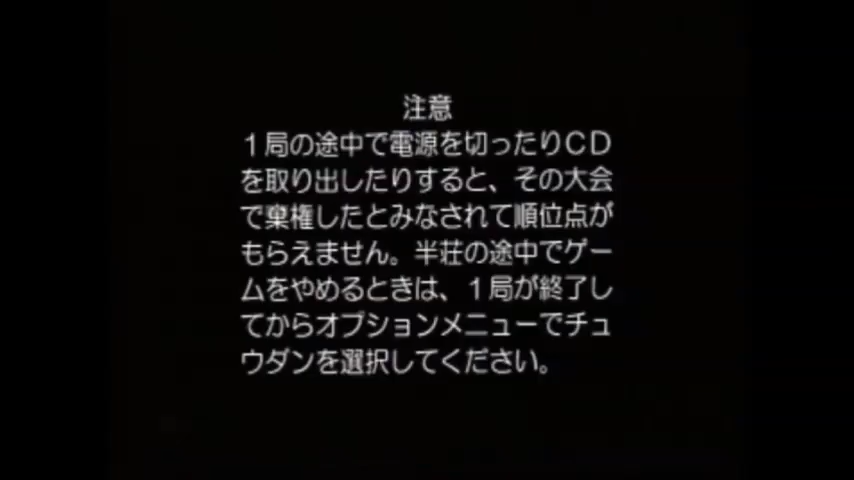 注意
1局の途中で電源を切ったりCD
を取り出したりすると、その大会
で棄権したとみなされて順位点が
もらえません。半荘の途中でゲー
ムをやめるときは、1局が終了し
てからオプションメニューでチュ
ウダンを選択してください。